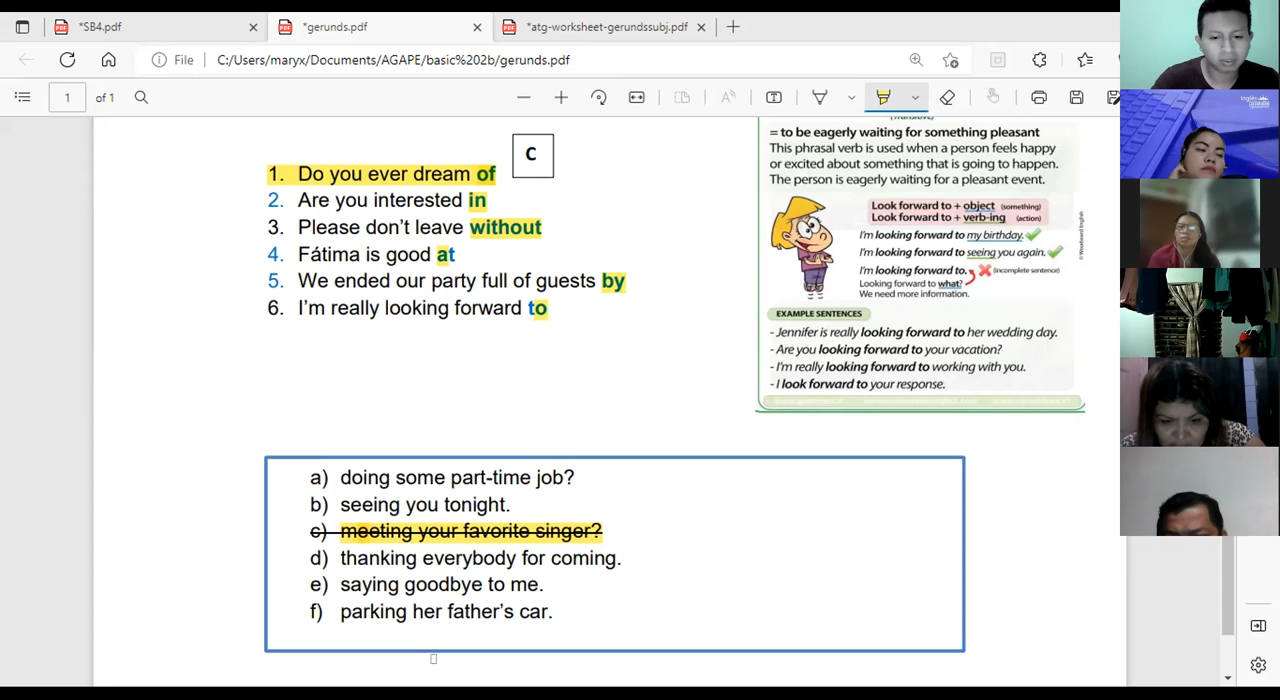 *SB4.pdf
*gerunds.pdf
*atg-worksheet-gerundssubj.pdf
File
C:/Users/maryx/Documents/AGAPE/basic%202b/gerunds.pdf
1 of 1
C
1. Do you ever dream of
2. Are you interested in
3. Please don't leave without
4. Fátima is good at
5. We ended our party full of guests by
6. I'm really looking forward to
(Transitive)
= to be eagerly waiting for something pleasant
This phrasal verb is used when a person feels happy
or excited about something that is going to happen.
The person is eagerly waiting for a pleasant event.
Look forward to + object (something)
Look forward to + verb-ing (action)
I'm looking forward to my birthday.
I'm looking forward to seeing you again.
I'm looking forward to. (incomplete sentence)
Looking forward to what?
We need more information.
© Woodward English
EXAMPLE SENTENCES
- Jennifer is really looking forward to her wedding day.
- Are you looking forward to your vacation?
- I'm really looking forward to working with you.
- I look forward to your response.
a) doing some part-time job?
b) seeing you tonight.
c) meeting your favorite singer?
d) thanking everybody for coming.
e) saying goodbye to me.
f) parking her father's car.